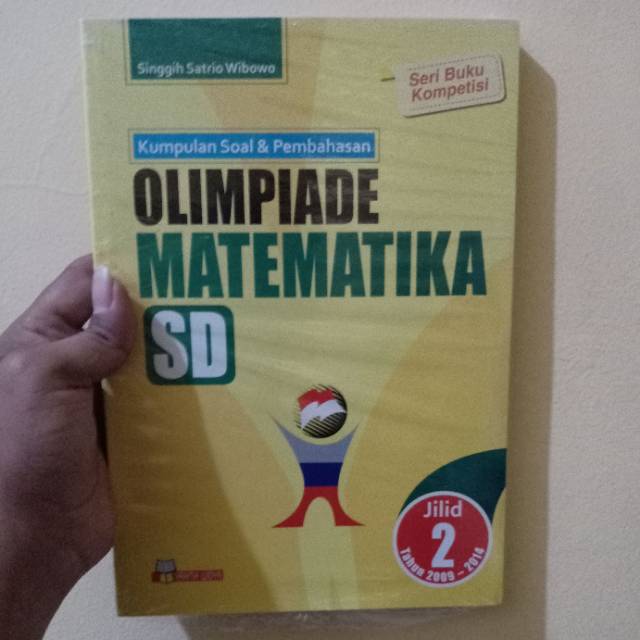 Singgih Satrio Wibowo
Seri Buku
Kompetisi
Kumpulan Soal & Pembahasan
OLIMPIADE
MATEMATIKA
SD
Jilid
2
Tahun 2009 - 2014